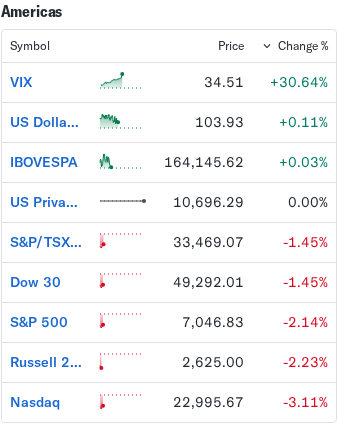 Americas
Symbol Price Change %
VIX 34.51 +30.64%
US Dolla... 103.93 +0.11%
IBOVESPA 164,145.62 +0.03%
US Priva... 10,696.29 0.00%
S&P/TSX... 33,469.07 -1.45%
Dow 30 49,292.01 -1.45%
S&P 500 7,046.83 -2.14%
Russell 2... 2,625.00 -2.23%
Nasdaq 22,995.67 -3.11%